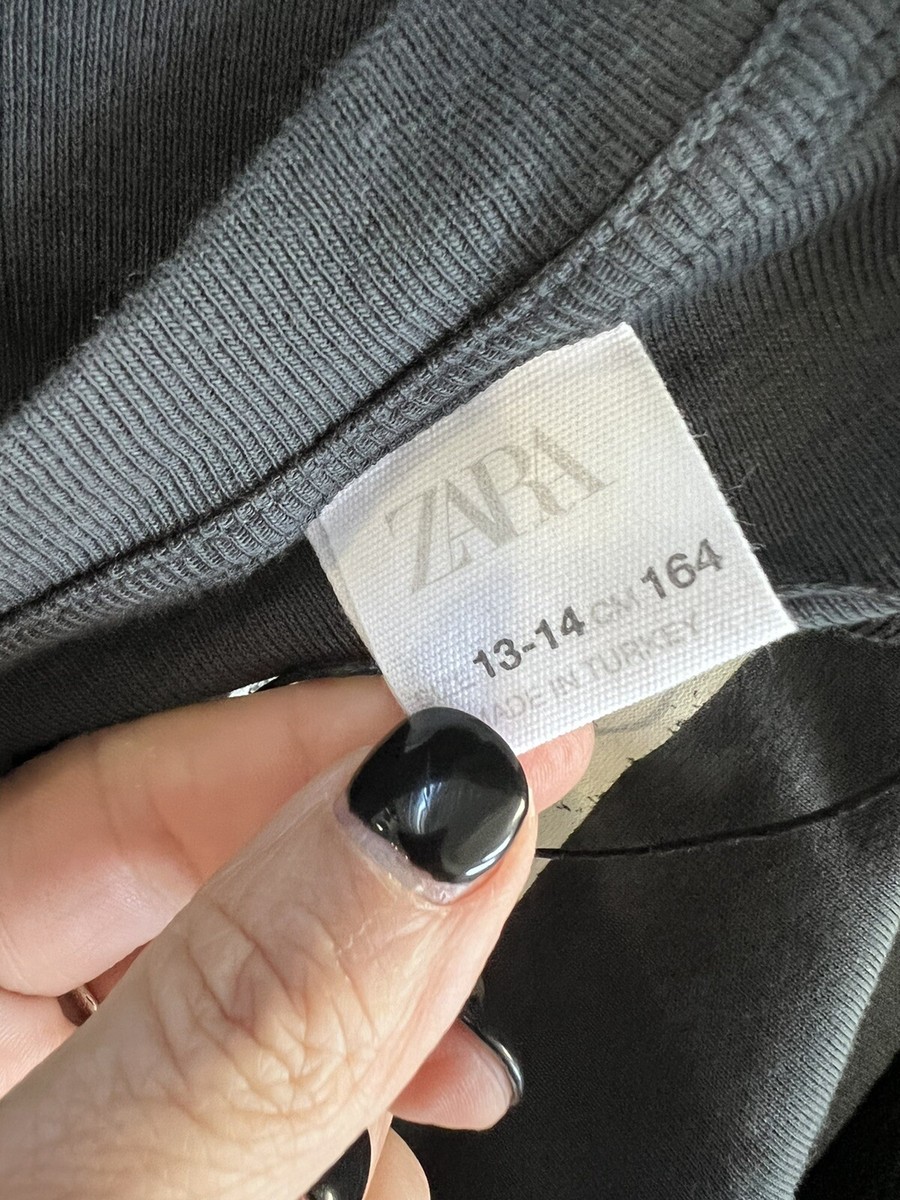 ZARA
13-14 CM 164
MADE IN TURKEY